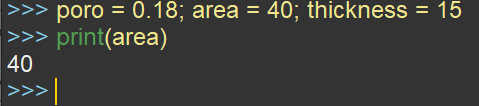 >>> poro = 0.18; area = 40; thickness = 15
>>> print(area)
40
>>>